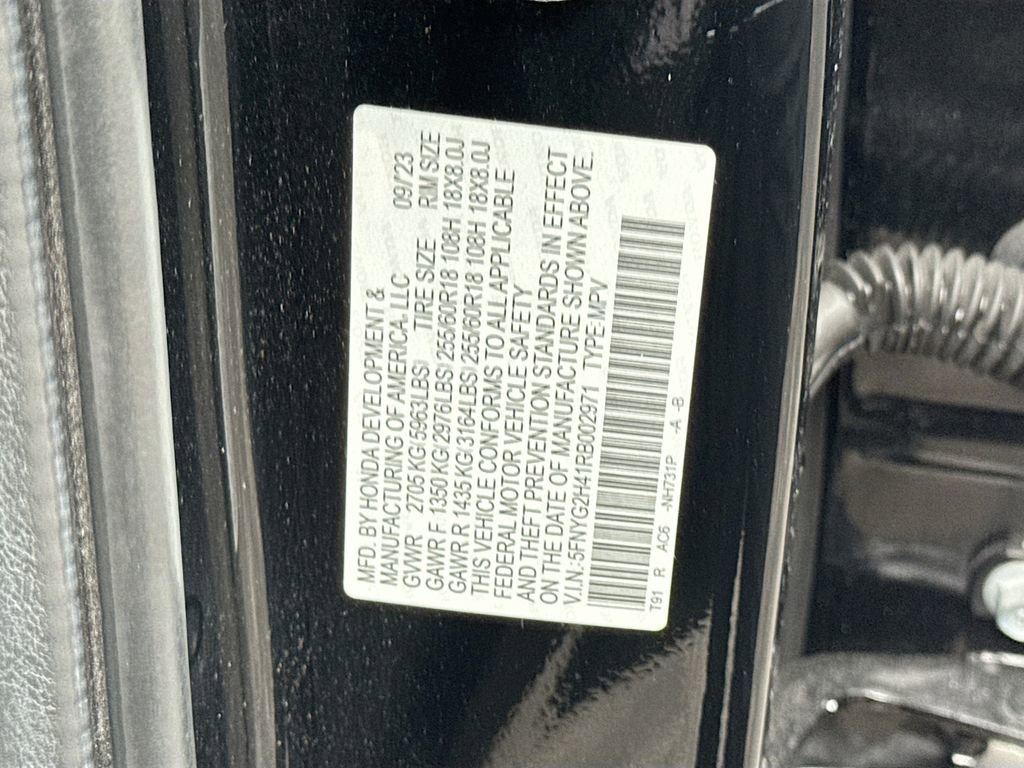 MFD. BY HONDA DEVELOPMENT &
MANUFACTURING OF AMERICA, LLC 09/'23
GVWR 2705 KG(5963LBS) TIRE SIZE RIM SIZE
GAWR F 1350 KG(2976LBS) 255/60R18 108H 18X8.0J
GAWR R 1435 KG(3164LBS) 255/60R18 108H 18X8.0J
THIS VEHICLE CONFORMS TO ALL APPLICABLE
FEDERAL MOTOR VEHICLE SAFETY
AND THEFT PREVENTION STANDARDS IN EFFECT
ON THE DATE OF MANUFACTURE SHOWN ABOVE.
V.I.N.:5FNYG2H41RB002971 TYPE:MPV
T91 R AC6 -NH731P -A -B